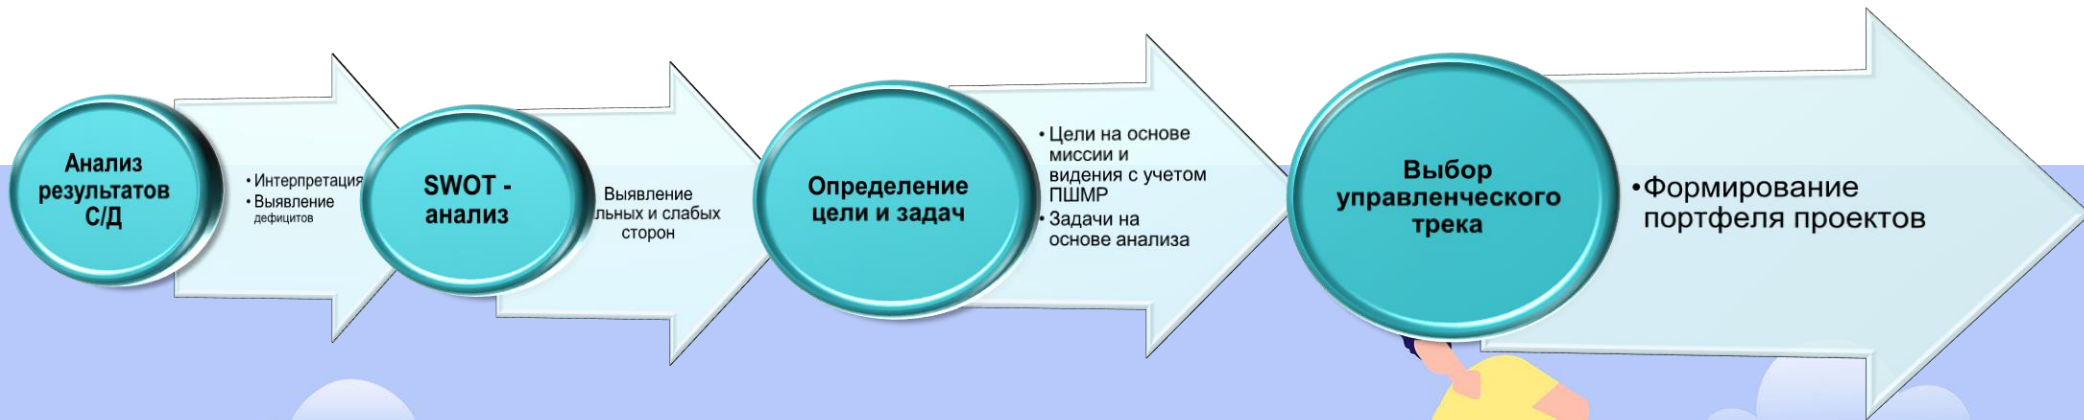 Анализ
результатов
С/Д
• Интерпретация
• Выявление
дефицитов
SWOT -
анализ
Выявление
льных и слабых
сторон
Определение
цели и задач
• Цели на основе
миссии и
видения с учетом
ПШМР
• Задачи на
основе анализа
Выбор
управленческого
трека
•Формирование
портфеля проектов